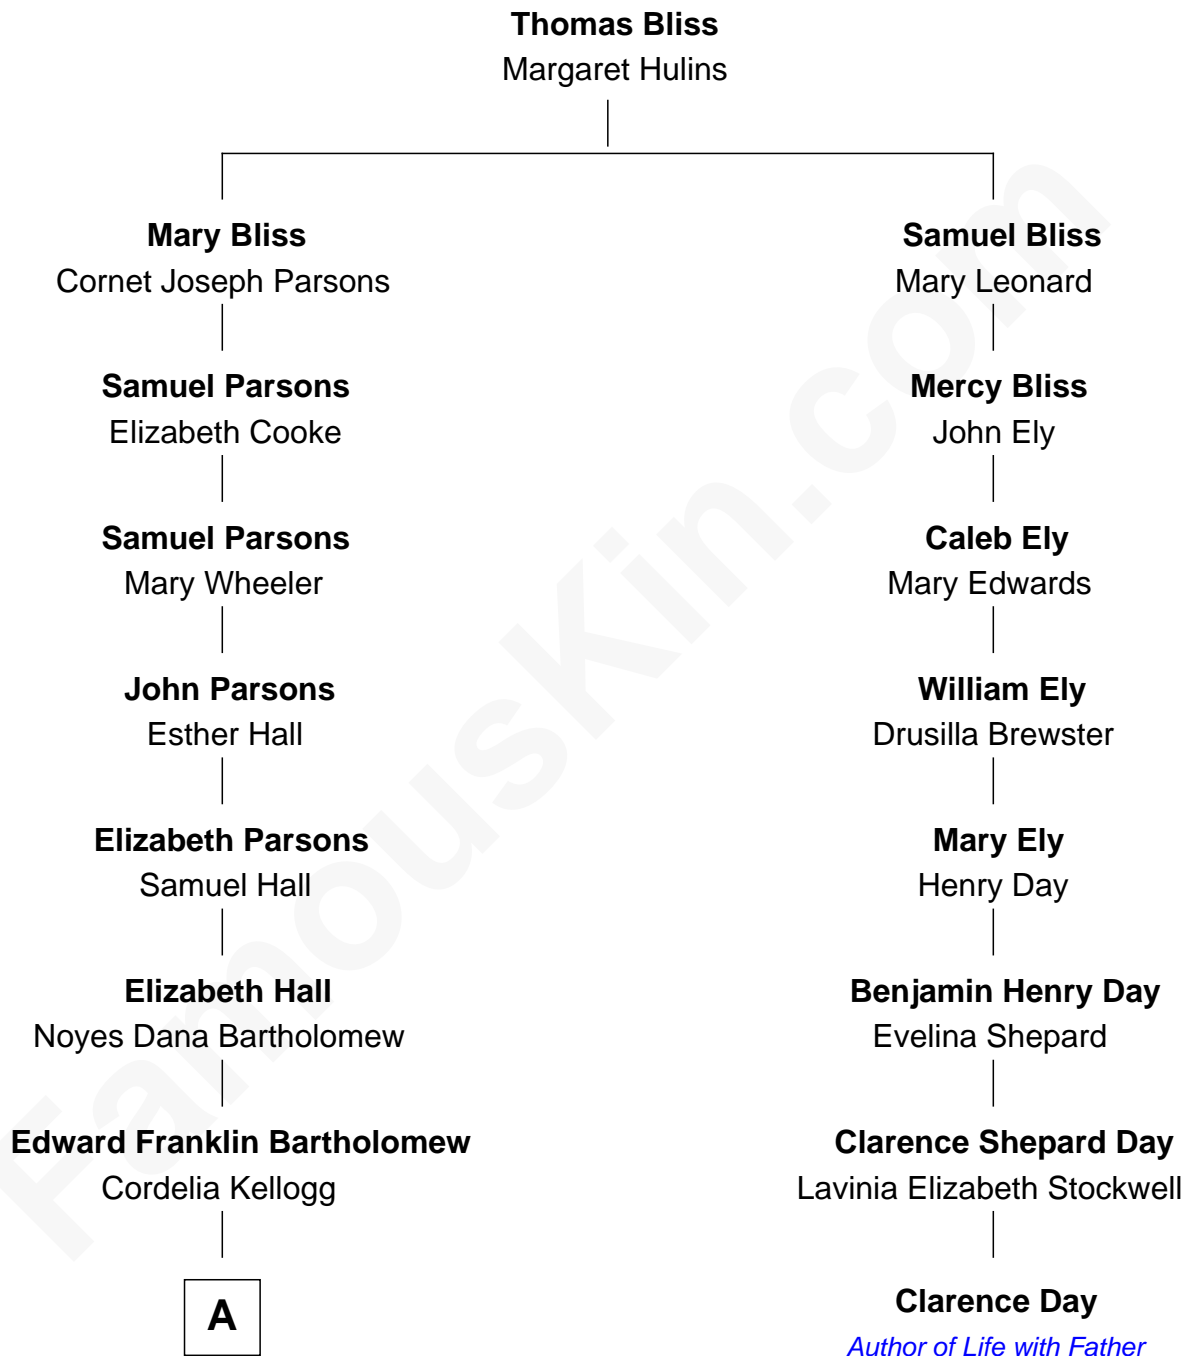 Thomas Bliss
Margaret Hulins
Mary Bliss
Cornet Joseph Parsons
Samuel Parsons
Elizabeth Cooke
Samuel Parsons
Mary Wheeler
John Parsons
Esther Hall
Elizabeth Parsons
Samuel Hall
Elizabeth Hall
Noyes Dana Bartholomew
Edward Franklin Bartholomew
Cordelia Kellogg
A
Samuel Bliss
Mary Leonard
Mercy Bliss
John Ely
Caleb Ely
Mary Edwards
William Ely
Drusilla Brewster
Mary Ely
Henry Day
Benjamin Henry Day
Evelina Shepard
Clarence Shepard Day
Lavinia Elizabeth Stockwell
Clarence Day
Author of Life with Father
FamousKin.com